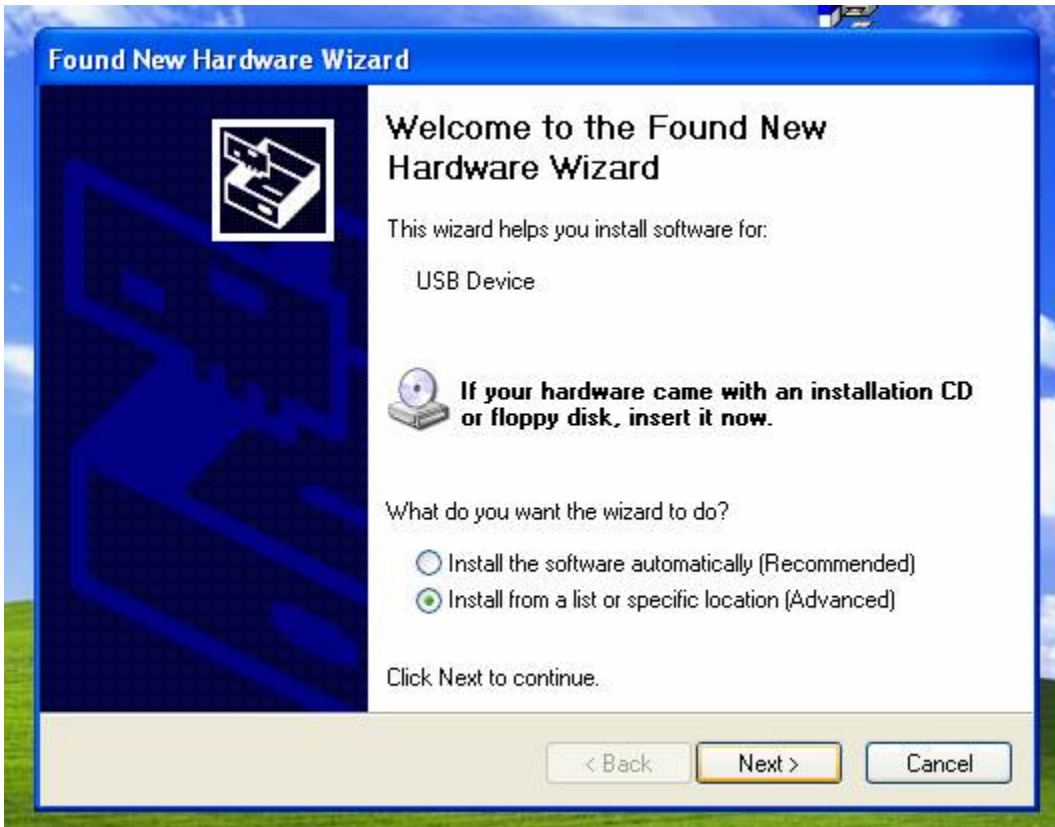 Found New Hardware Wizard
Welcome to the Found New
Hardware Wizard
This wizard helps you install software for:
USB Device
If your hardware came with an installation CD
or floppy disk, insert it now.
What do you want the wizard to do?
Install the software automatically (Recommended)
Install from a list or specific location (Advanced)
Click Next to continue.
< Back
Next >
Cancel